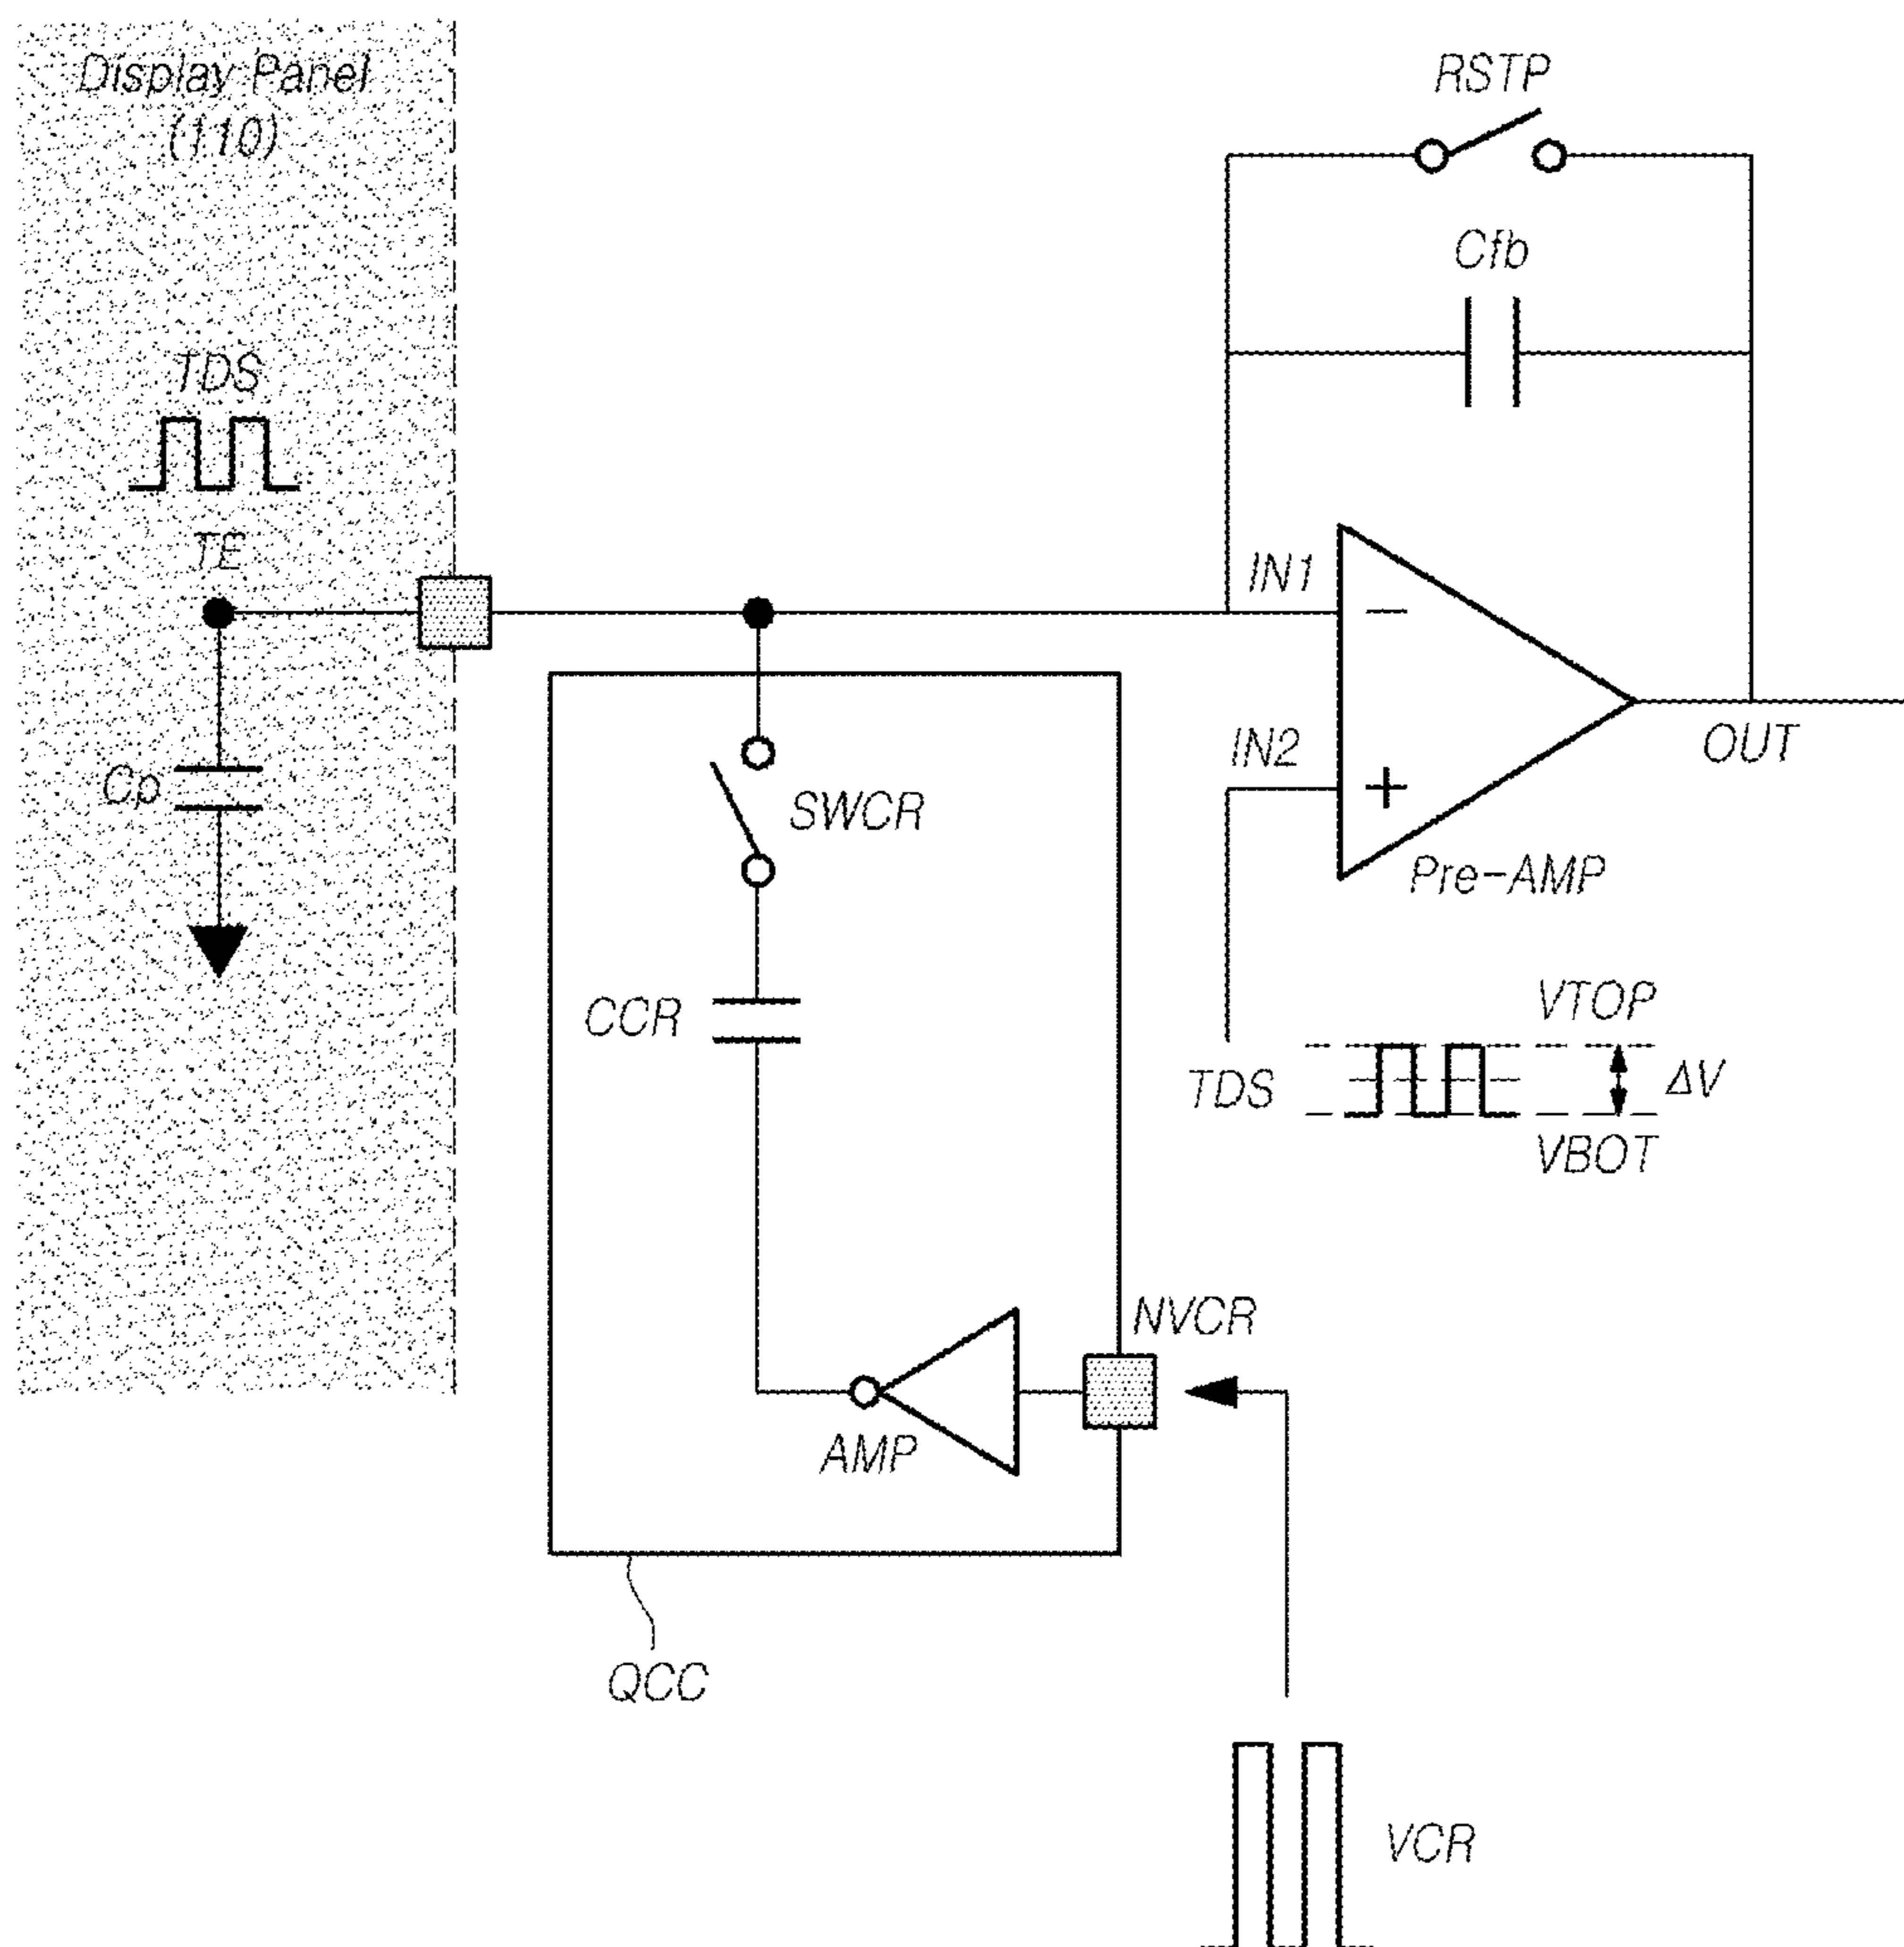 Display Panel
(110)
RSTP
Cfb
TDS
TE
IN1
−
IN2
+
OUT
Cp
SWCR
Pre-AMP
CCR
VTOP
TDS
ΔV
VBOT
NVCR
AMP
QCC
VCR